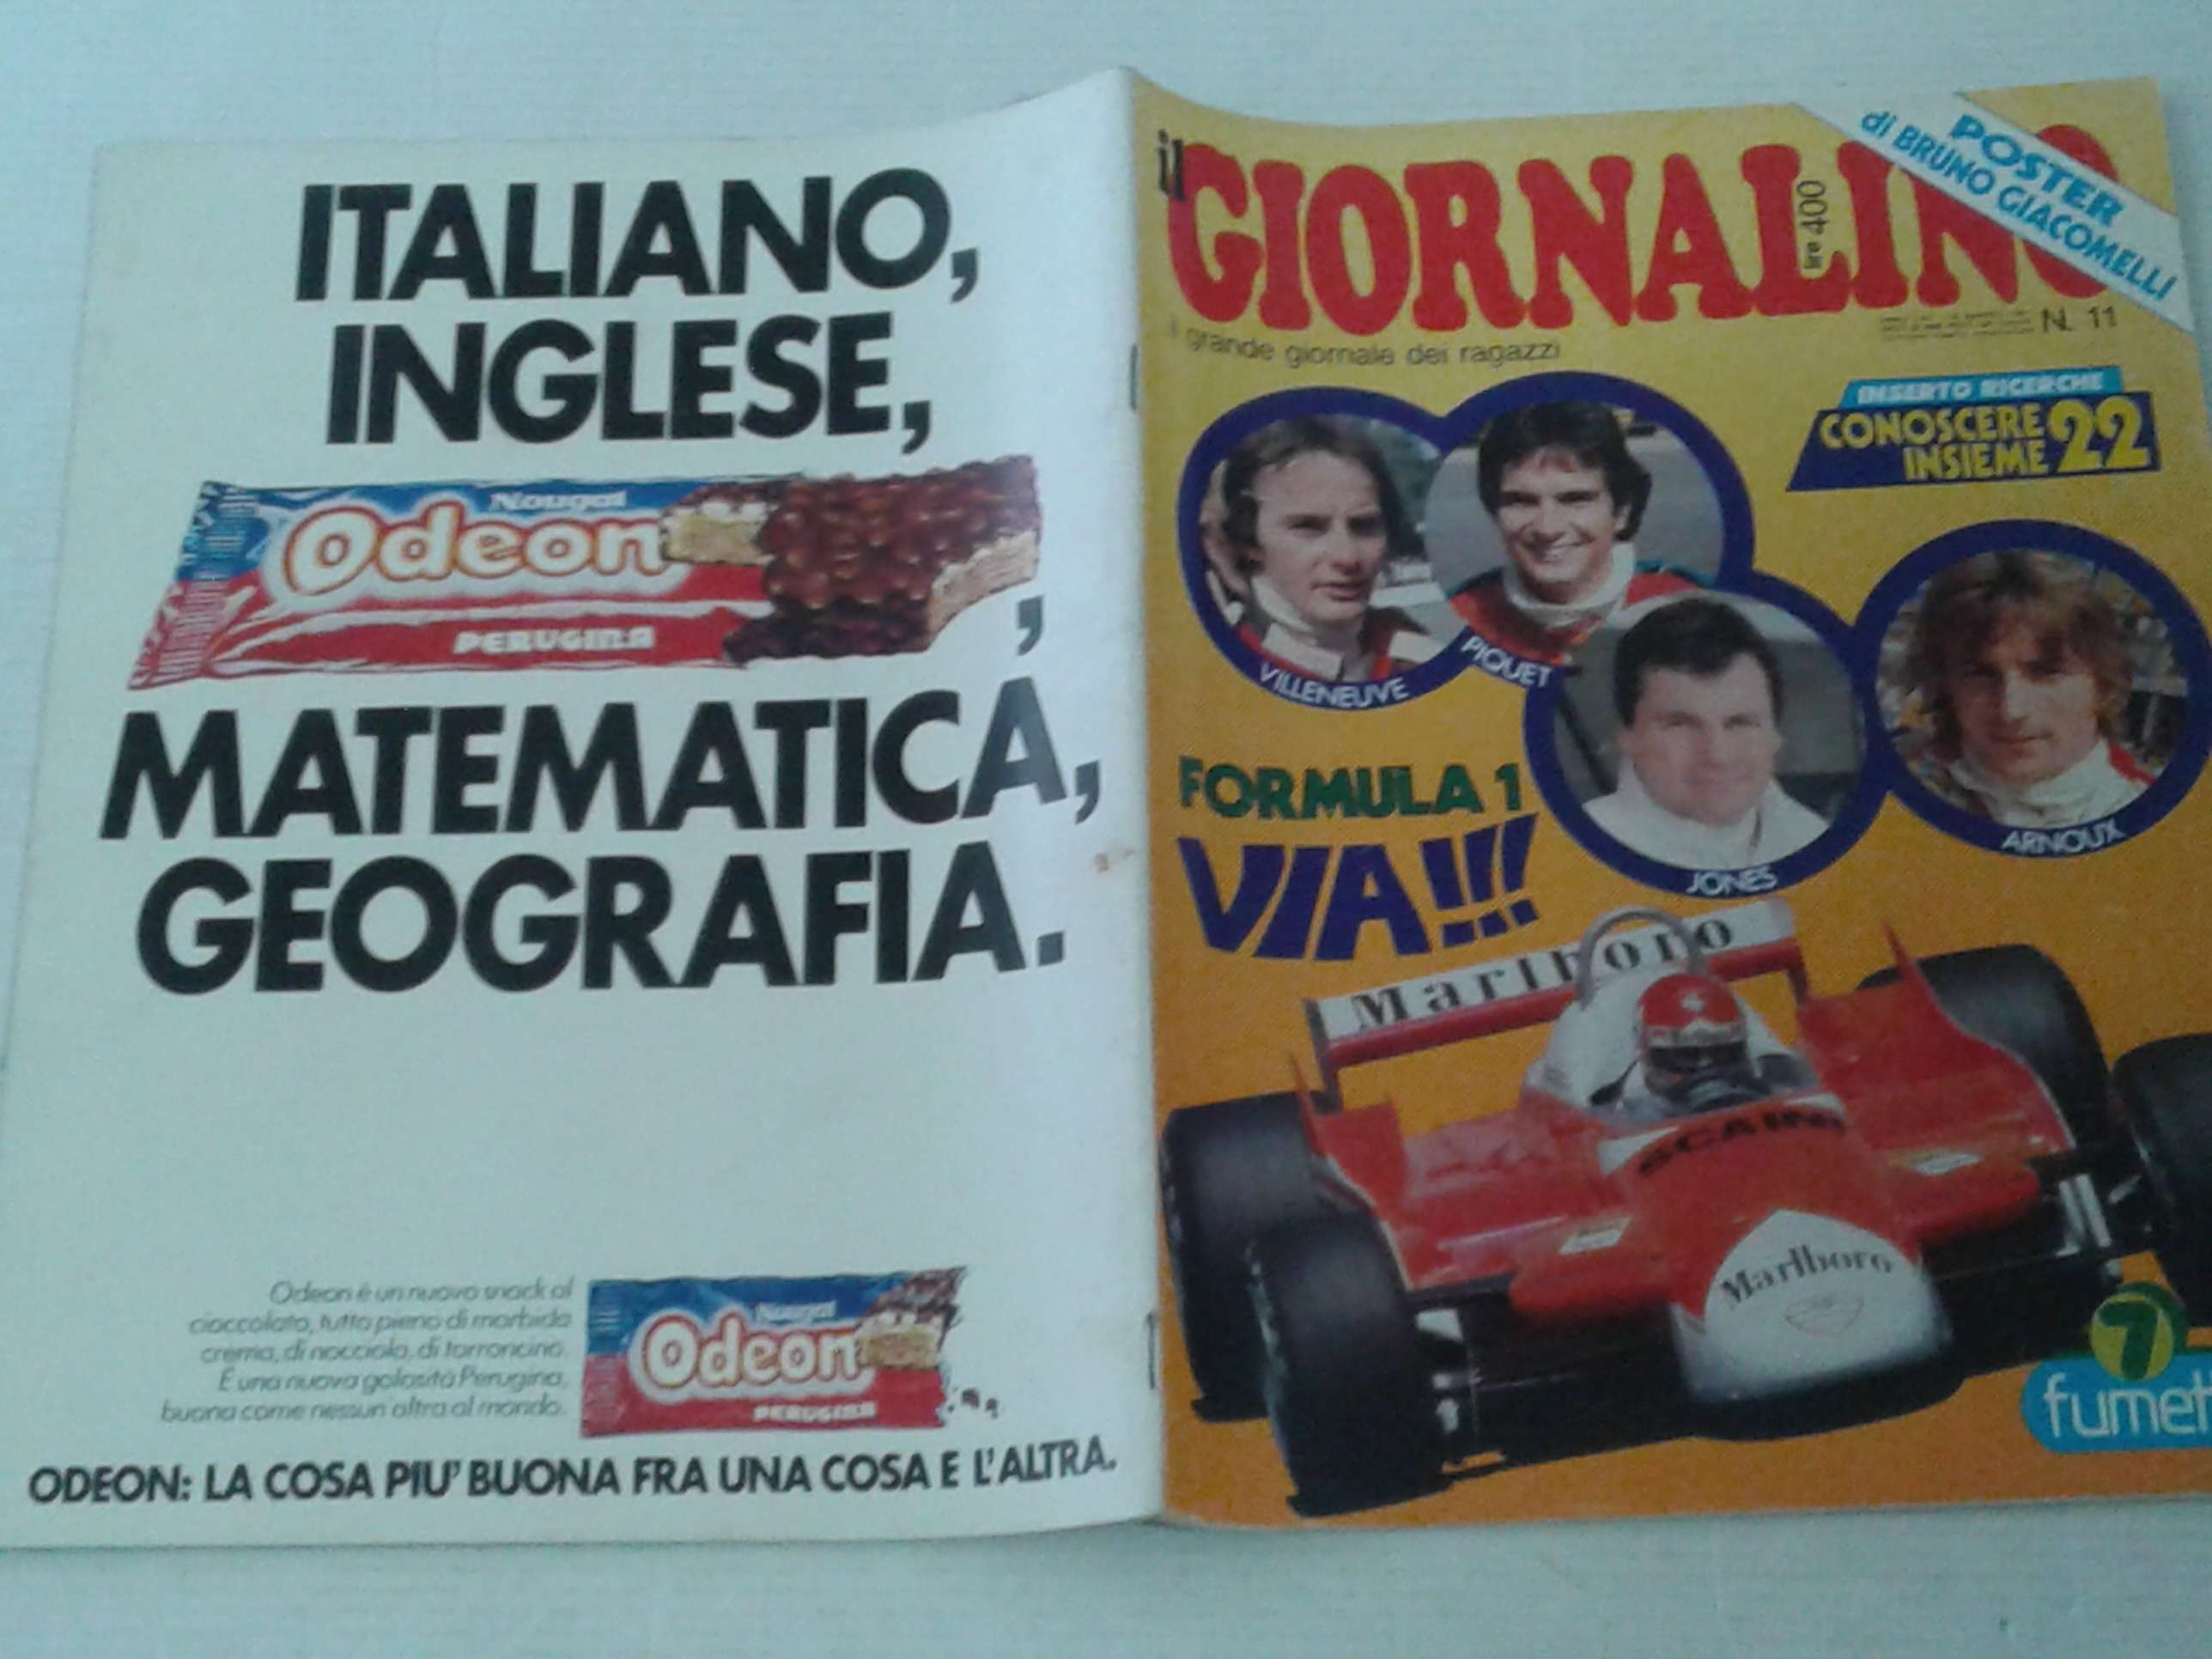 ITALIANO,
INGLESE,
Nougat
Odeon
PERUGINA
,
MATEMATICA,
GEOGRAFIA.
Odeon è un nuovo snack al
cioccolato, tutto pieno di morbida
crema, di nocciola, di torroncino.
È una nuova golosità Perugina,
buona come nessun altra al mondo.
Nougat
Odeon
PERUGINA
ODEON: LA COSA PIU' BUONA FRA UNA COSA E L'ALTRA.
il GIORNALINO
lire 400
POSTER
di BRUNO GIACOMELLI
il grande giornale dei ragazzi
N. 11
INSERTO RICERCHE
CONOSCERE
INSIEME 22
VILLENEUVE
PIQUET
JONES
ARNOUX
FORMULA 1
VIA!!!
Marlboro
SCAINI
Marlboro
7
fumet